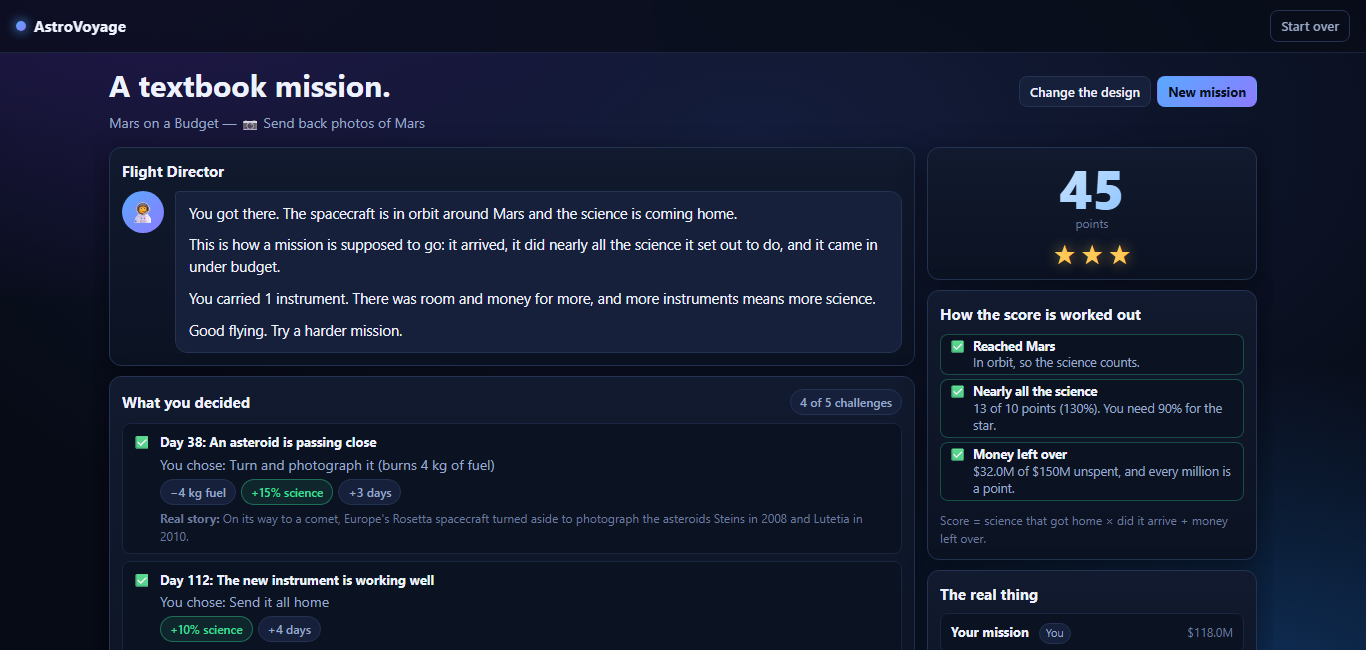 AstroVoyage
Start over
A textbook mission.
Mars on a Budget — 📷 Send back photos of Mars
Change the design
New mission
Flight Director
You got there. The spacecraft is in orbit around Mars and the science is coming home.
This is how a mission is supposed to go: it arrived, it did nearly all the science it set out to do, and it came in
under budget.
You carried 1 instrument. There was room and money for more, and more instruments means more science.
Good flying. Try a harder mission.
What you decided
4 of 5 challenges
Day 38: An asteroid is passing close
You chose: Turn and photograph it (burns 4 kg of fuel)
−4 kg fuel
+15% science
+3 days
Real story: On its way to a comet, Europe's Rosetta spacecraft turned aside to photograph the asteroids Steins in 2008 and Lutetia in
2010.
Day 112: The new instrument is working well
You chose: Send it all home
+10% science
+4 days
45
points
How the score is worked out
Reached Mars
In orbit, so the science counts.
Nearly all the science
13 of 10 points (130%). You need 90% for the
star.
Money left over
$32.0M of $150M unspent, and every million is
a point.
Score = science that got home × did it arrive + money
left over.
The real thing
Your mission
You
$118.0M